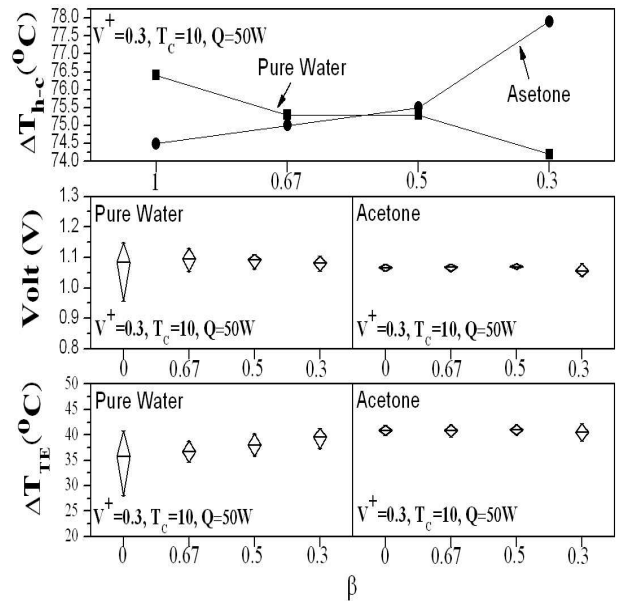 V+=0.3, TC=10, Q=50W
Pure Water
Asetone
ΔTh-c(⁰C)
78.0
77.5
77.0
76.5
76.0
75.5
75.0
74.5
74.0
1
0.67
0.5
0.3
Pure Water
Acetone
Volt (V)
1.3
1.2
1.1
1.0
0.9
0.8
V+=0.3, TC=10, Q=50W
V+=0.3, TC=10, Q=50W
0
0.67
0.5
0.3
0
0.67
0.5
0.3
Pure Water
Acetone
ΔTTE(⁰C)
50
45
40
35
30
25
20
V+=0.3, TC=10, Q=50W
V+=0.3, TC=10, Q=50W
0
0.67
0.5
0.3
0
0.67
0.5
0.3
β